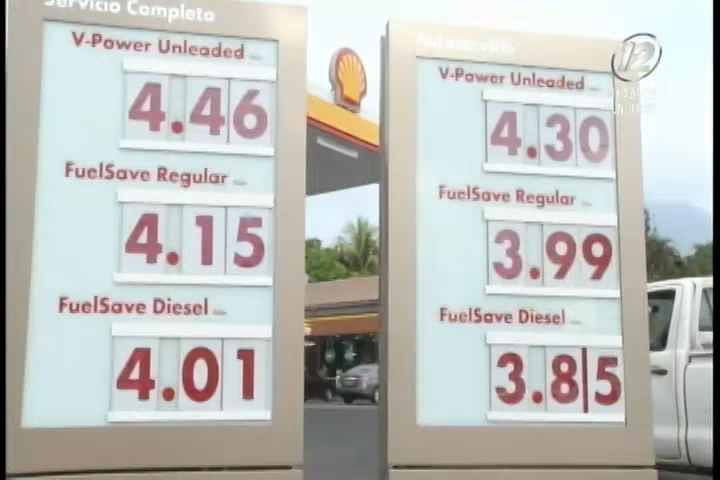 Servicio Completo
V-Power Unleaded
4.46
FuelSave Regular
4.15
FuelSave Diesel
4.01
Autoservicio
V-Power Unleaded
4.30
FuelSave Regular
3.99
FuelSave Diesel
3.85
12